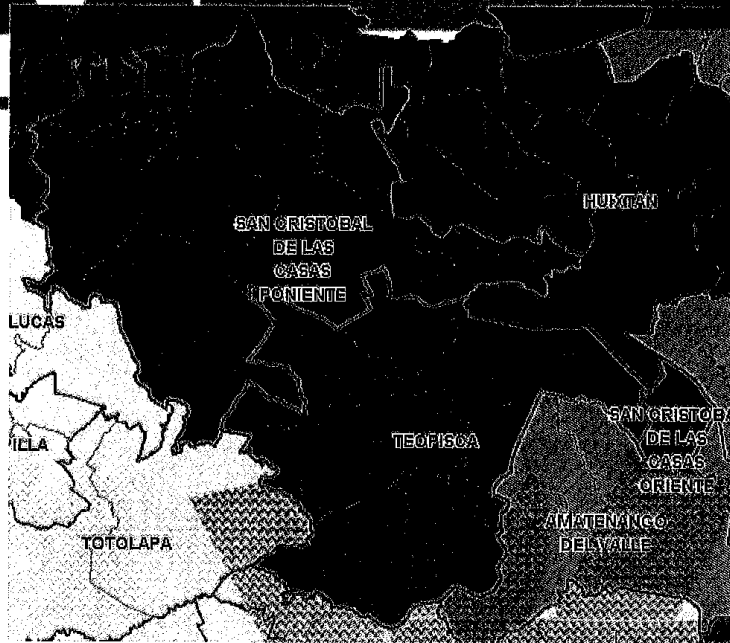 HUIXTAN
SAN CRISTOBAL
DE LAS
CASAS
PONIENTE
LUCAS
SAN CRISTOBA
DE LAS
CASAS
ORIENTE
TEOPISCA
ILLA
AMATENANGO
DEL VALLE
TOTOLAPA